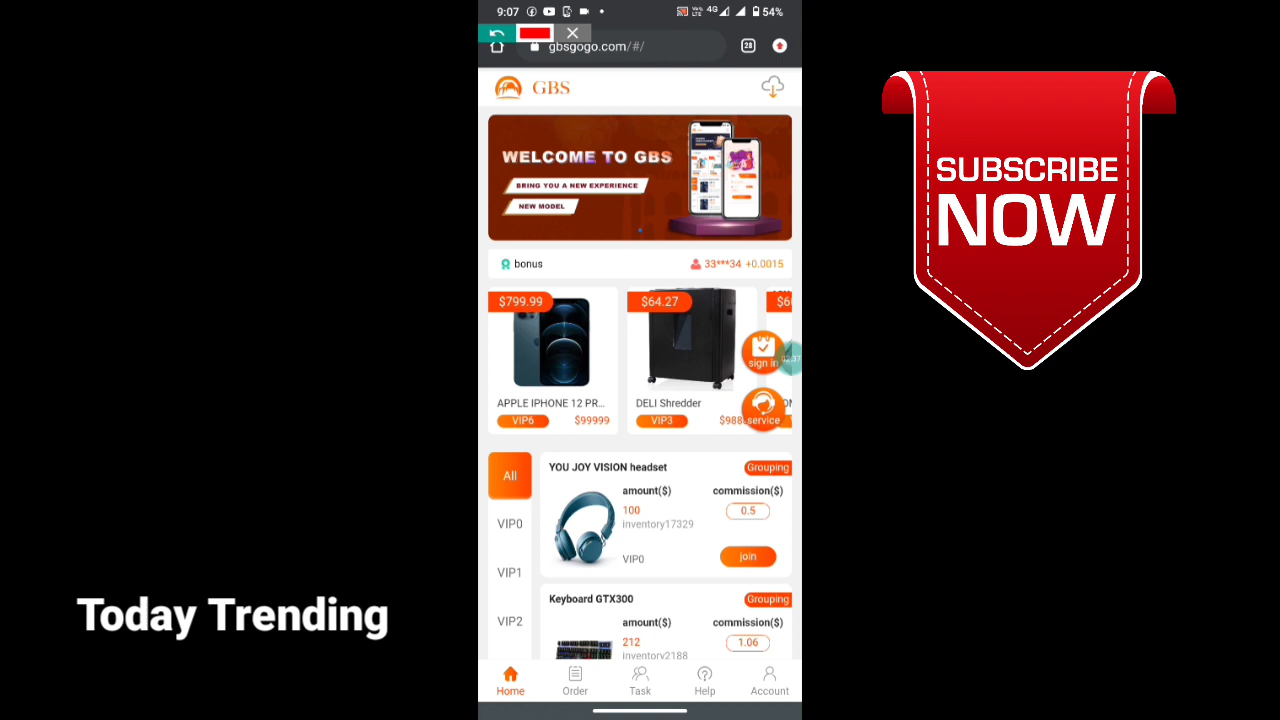 9:07
4G
54%
gbsgogo.com/#/
28
GBS
WELCOME TO GBS
BRING YOU A NEW EXPERIENCE
NEW MODEL
bonus
33***34 +0.0015
$799.99
APPLE IPHONE 12 PR...
VIP6
$99999
$64.27
DELI Shredder
VIP3
$988
sign in
service
All
VIP0
VIP1
VIP2
YOU JOY VISION headset
Grouping
amount($)
commission($)
100
0.5
inventory17329
VIP0
join
Keyboard GTX300
Grouping
amount($)
commission($)
212
1.06
inventory2188
Home
Order
Task
Help
Account
SUBSCRIBE
NOW
Today Trending